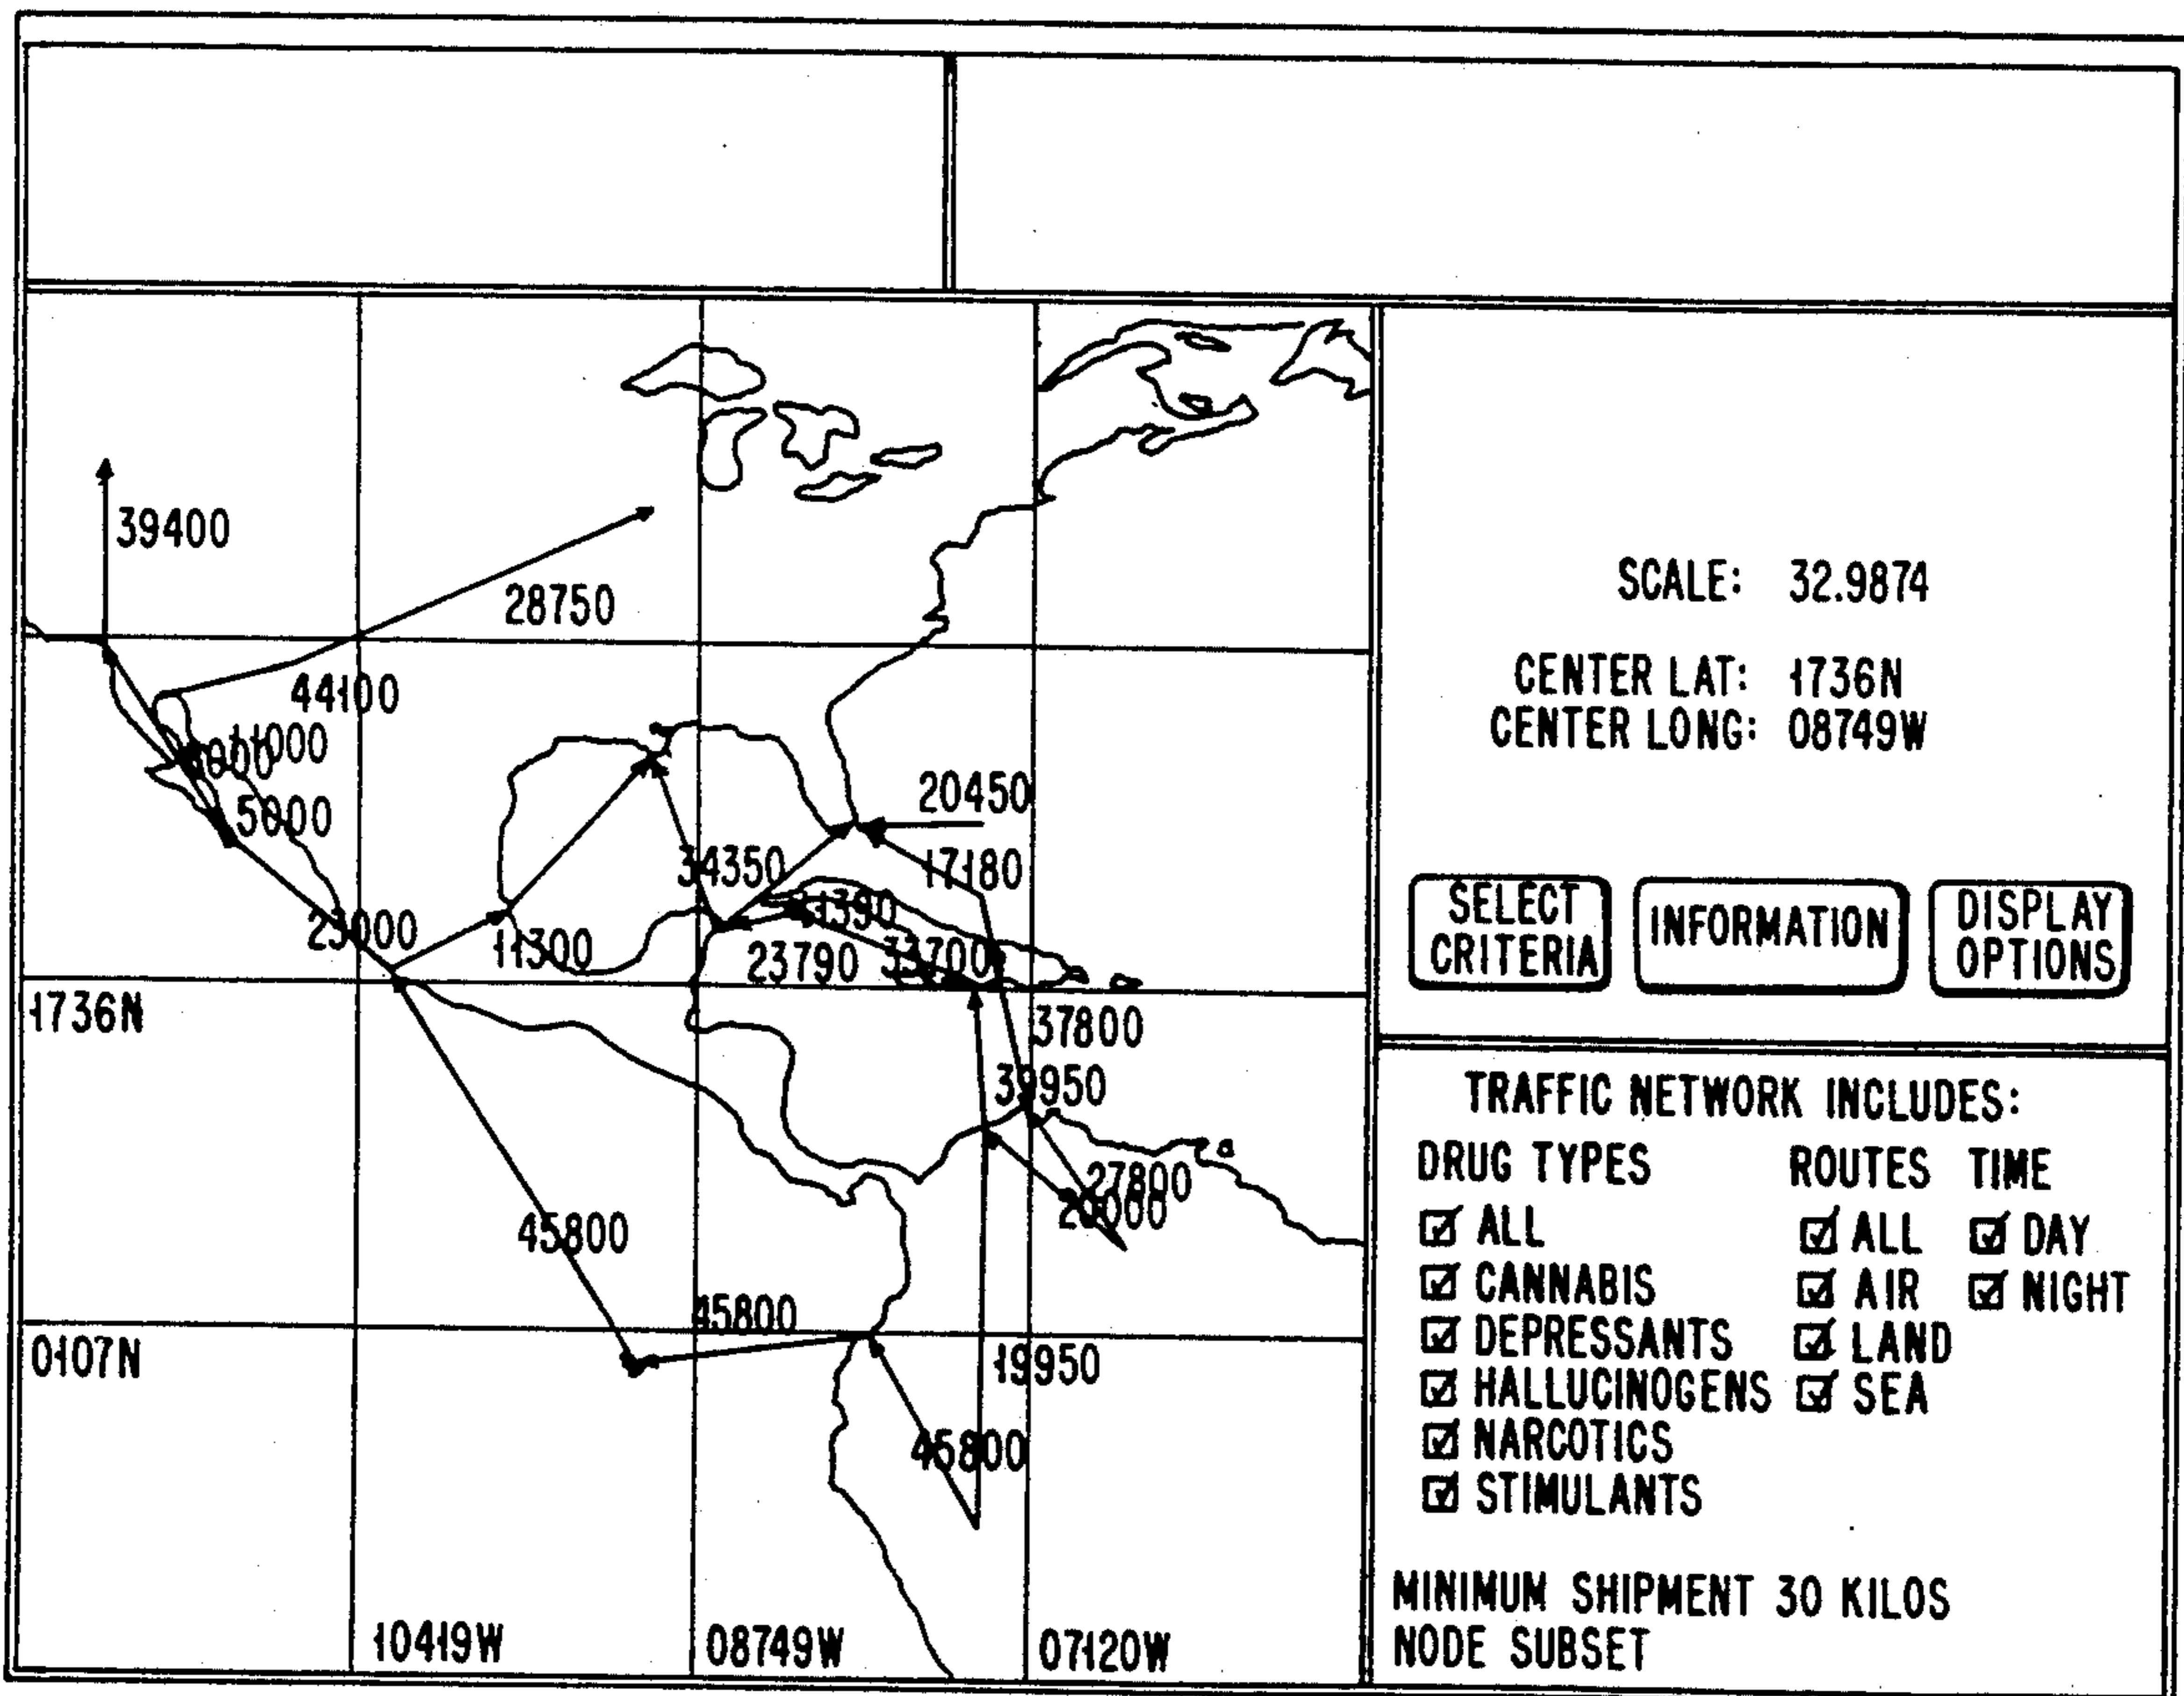 39400
28750
44100
5000
20450
34350
17180
23000
11300
23790
33700
1736N
37800
39950
27800
45800
45800
0107N
19950
45800
10419W
08749W
07120W
SCALE: 32.9874
CENTER LAT: 1736N
CENTER LONG: 08749W
SELECT CRITERIA
INFORMATION
DISPLAY OPTIONS
TRAFFIC NETWORK INCLUDES:
DRUG TYPES ROUTES TIME
ALL ALL DAY
CANNABIS AIR NIGHT
DEPRESSANTS LAND
HALLUCINOGENS SEA
NARCOTICS
STIMULANTS
MINIMUM SHIPMENT 30 KILOS
NODE SUBSET